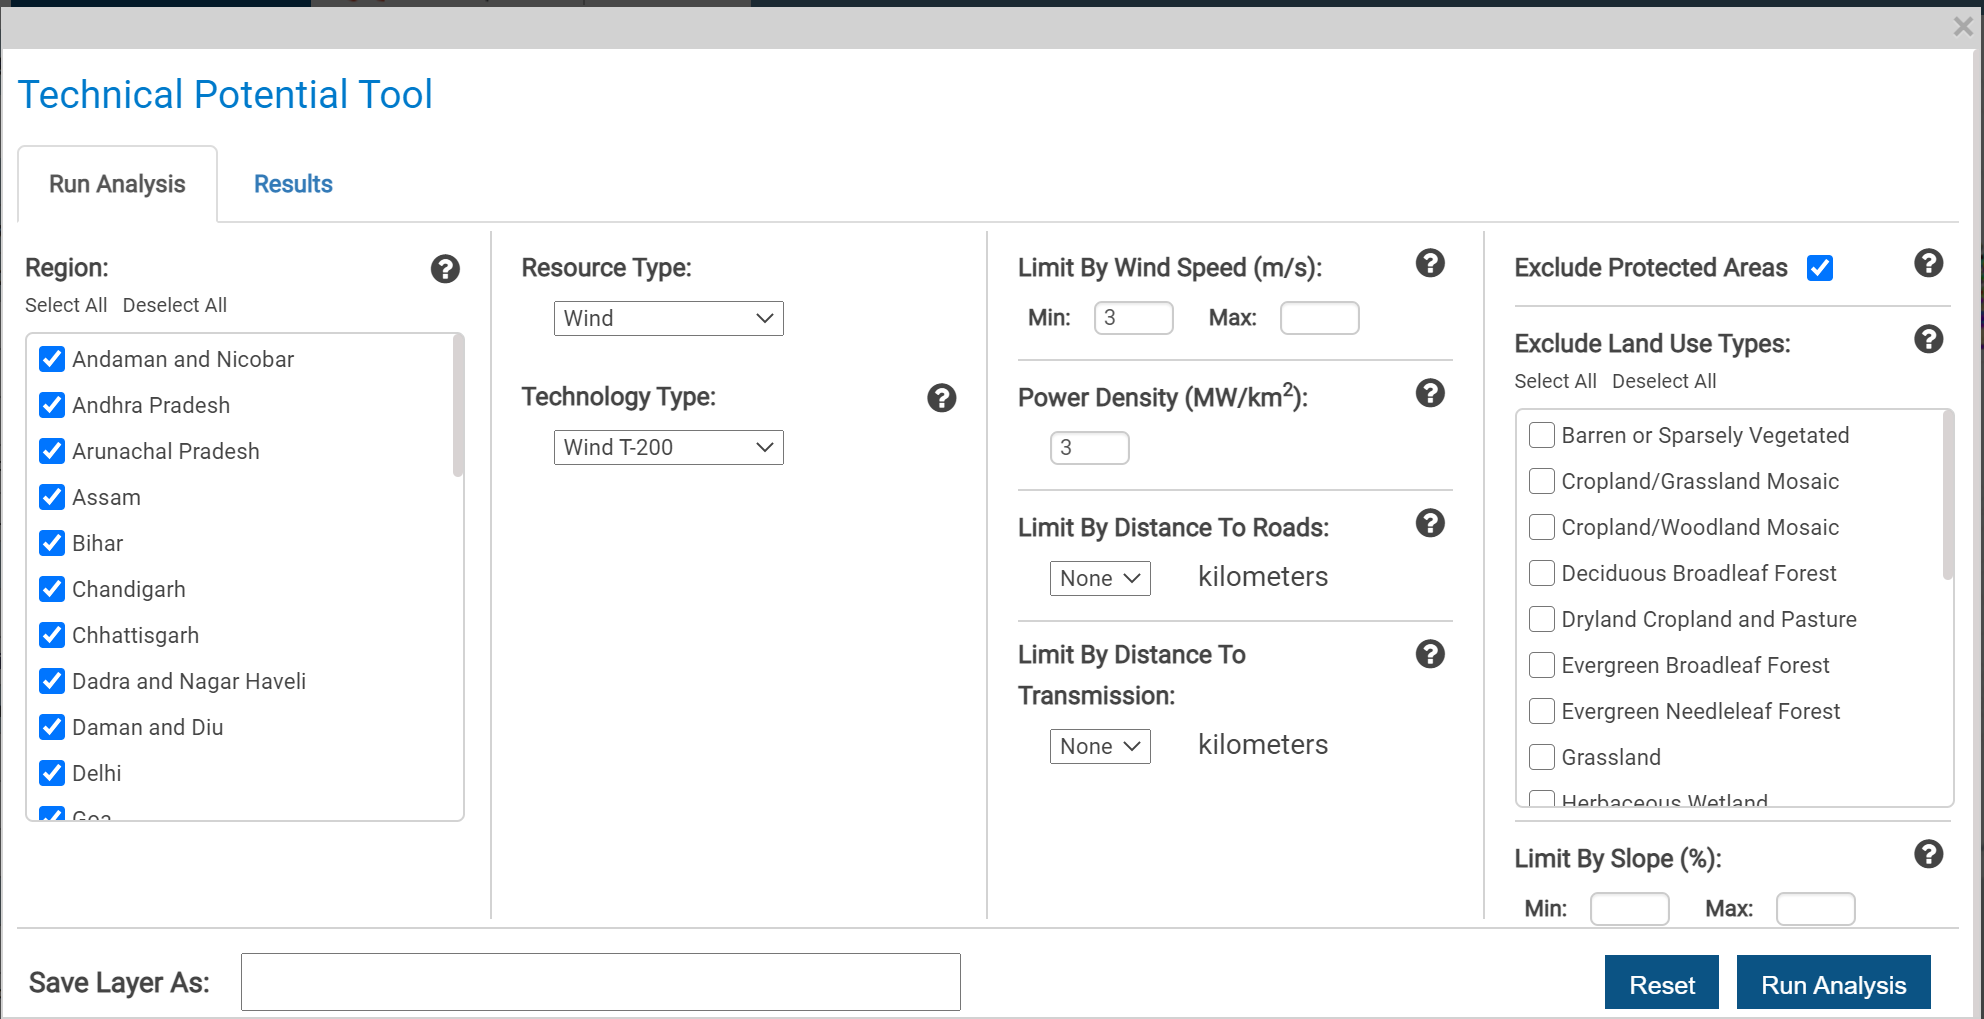 Technical Potential Tool
Run Analysis
Results
Region:
Select All Deselect All
Andaman and Nicobar
Andhra Pradesh
Arunachal Pradesh
Assam
Bihar
Chandigarh
Chhattisgarh
Dadra and Nagar Haveli
Daman and Diu
Delhi
Goa
Resource Type:
Wind
Technology Type:
Wind T-200
Limit By Wind Speed (m/s):
Min: 3 Max:
Power Density (MW/km²):
3
Limit By Distance To Roads:
None kilometers
Limit By Distance To
Transmission:
None kilometers
Exclude Protected Areas
Exclude Land Use Types:
Select All Deselect All
Barren or Sparsely Vegetated
Cropland/Grassland Mosaic
Cropland/Woodland Mosaic
Deciduous Broadleaf Forest
Dryland Cropland and Pasture
Evergreen Broadleaf Forest
Evergreen Needleleaf Forest
Grassland
Herbaceous Wetland
Limit By Slope (%):
Min: Max:
Save Layer As:
Reset
Run Analysis